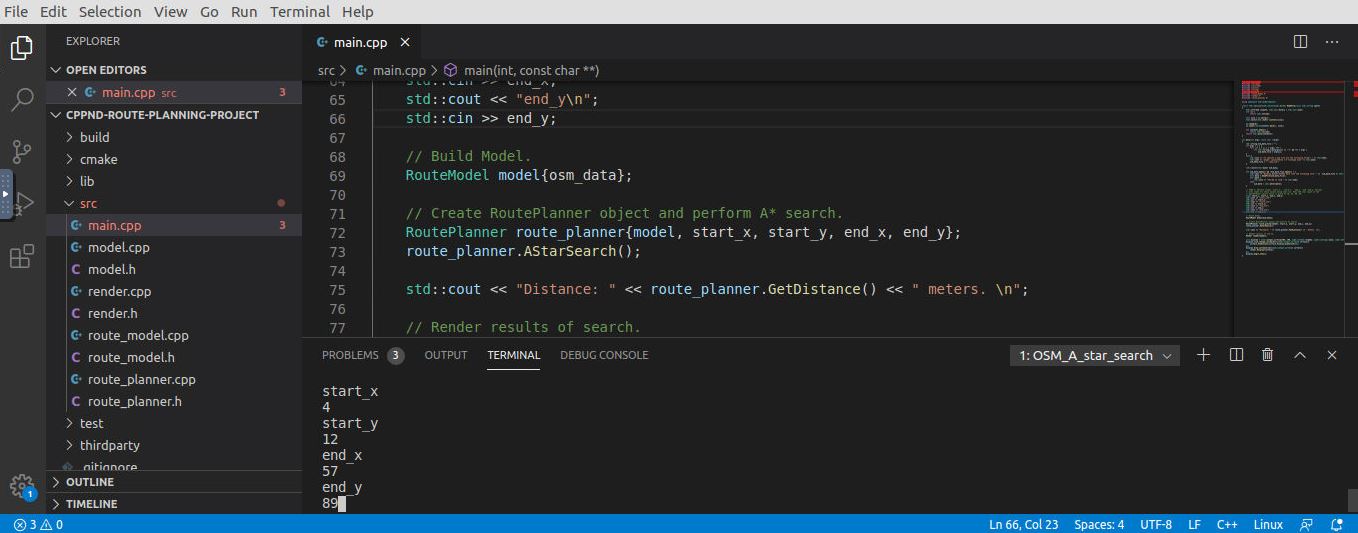 File Edit Selection View Go Run Terminal Help
EXPLORER
OPEN EDITORS
main.cpp src 3
CPPND-ROUTE-PLANNING-PROJECT
build
cmake
lib
src
main.cpp 3
model.cpp
model.h
render.cpp
render.h
route_model.cpp
route_model.h
route_planner.cpp
route_planner.h
test
thirdparty
.gitignore
OUTLINE
TIMELINE
1
main.cpp
src > main.cpp > main(int, const char **)
64 std::cin >> end_x;
65 std::cout << "end_y\n";
66 std::cin >> end_y;
67
68 // Build Model.
69 RouteModel model{osm_data};
70
71 // Create RoutePlanner object and perform A* search.
72 RoutePlanner route_planner{model, start_x, start_y, end_x, end_y};
73 route_planner.AStarSearch();
74
75 std::cout << "Distance: " << route_planner.GetDistance() << " meters. \n";
76
77 // Render results of search.
PROBLEMS 3 OUTPUT TERMINAL DEBUG CONSOLE 1: OSM_A_star_search
start_x
4
start_y
12
end_x
57
end_y
89
3 0 Ln 66, Col 23 Spaces: 4 UTF-8 LF C++ Linux